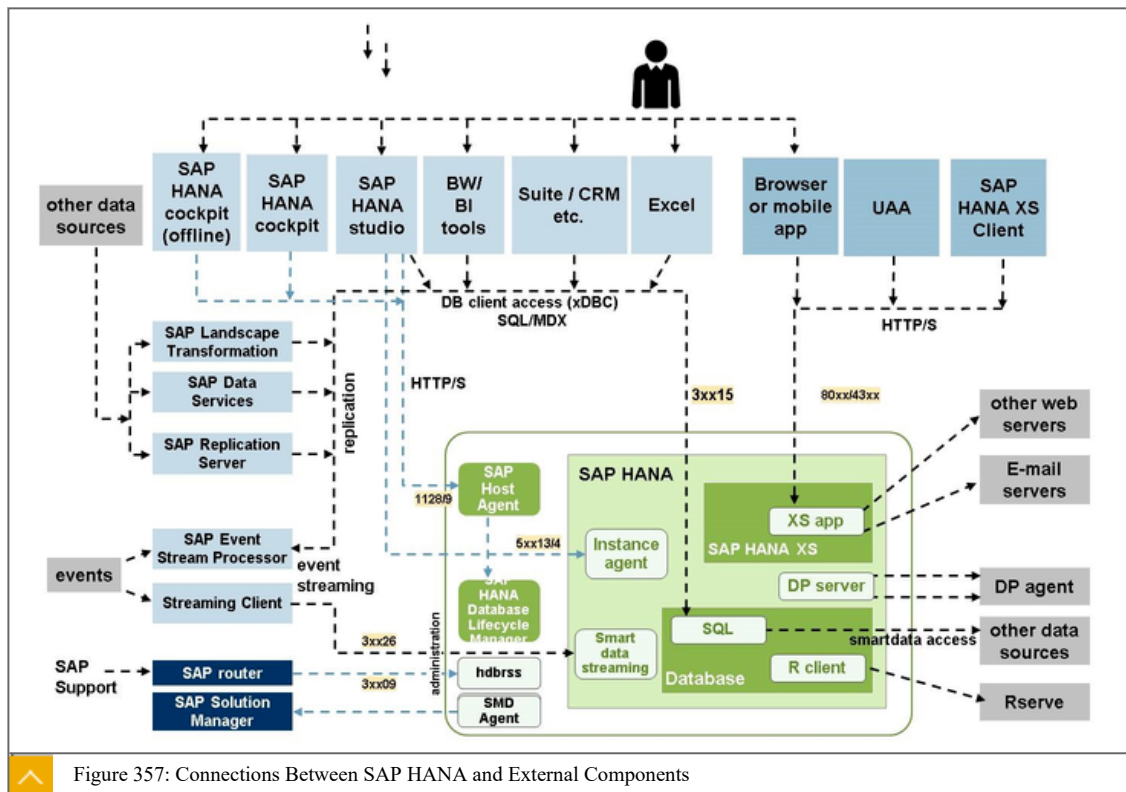 SAP
HANA
cockpit
(offline)
SAP
HANA
cockpit
SAP
HANA
studio
BW/
BI
tools
Suite / CRM
etc.
Excel
Browser
or mobile
app
UAA
SAP
HANA XS
Client
other data
sources
DB client access (xDBC)
SQL/MDX
HTTP/S
SAP Landscape
Transformation
SAP Data
Services
SAP Replication
Server
replication
HTTP/S
3xx15
80xx/43xx
other web
servers
E-mail
servers
SAP
Host
Agent
1128/9
SAP HANA
XS app
SAP HANA XS
5xx13/4
Instance
agent
SAP Event
Stream Processor
event
streaming
events
Streaming Client
SAP
HANA
Database
Lifecycle
Manager
DP server
DP agent
3xx26
administration
Smart
data
streaming
SQL
smartdata access
other data
sources
R client
Database
Rserve
SAP
Support
SAP router
3xx09
hdbrss
SAP Solution
Manager
SMD
Agent
Figure 357: Connections Between SAP HANA and External Components